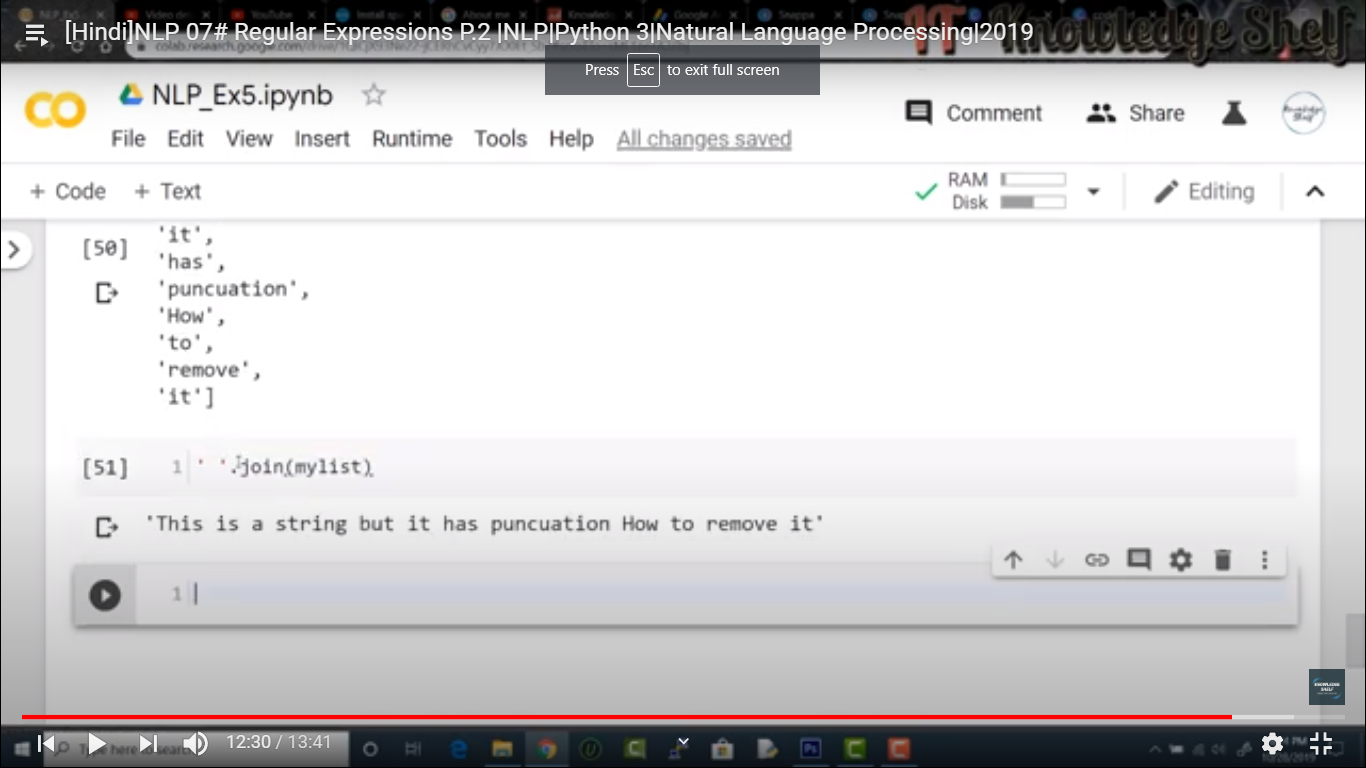 [Hindi]NLP 07# Regular Expressions P.2 |NLP|Python 3|Natural Language Processing|2019
IT Knowledge Shelf
Press Esc to exit full screen
NLP_Ex5.ipynb
Comment Share
File Edit View Insert Runtime Tools Help All changes saved
+ Code + Text
RAM
Disk
Editing
'it',
[50]
'has',
'puncuation',
'How',
'to',
'remove',
'it']
[51] 1 ' '.join(mylist)
'This is a string but it has puncuation How to remove it'
1
12:30 / 13:41